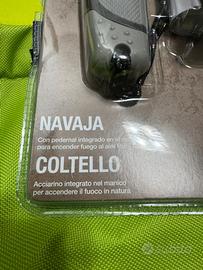 NAVAJA
Con pedernal integrado en el
para encender fuego al aire
COLTELLO
Acciarino integrato nel manico
per accendere il fuoco in natura